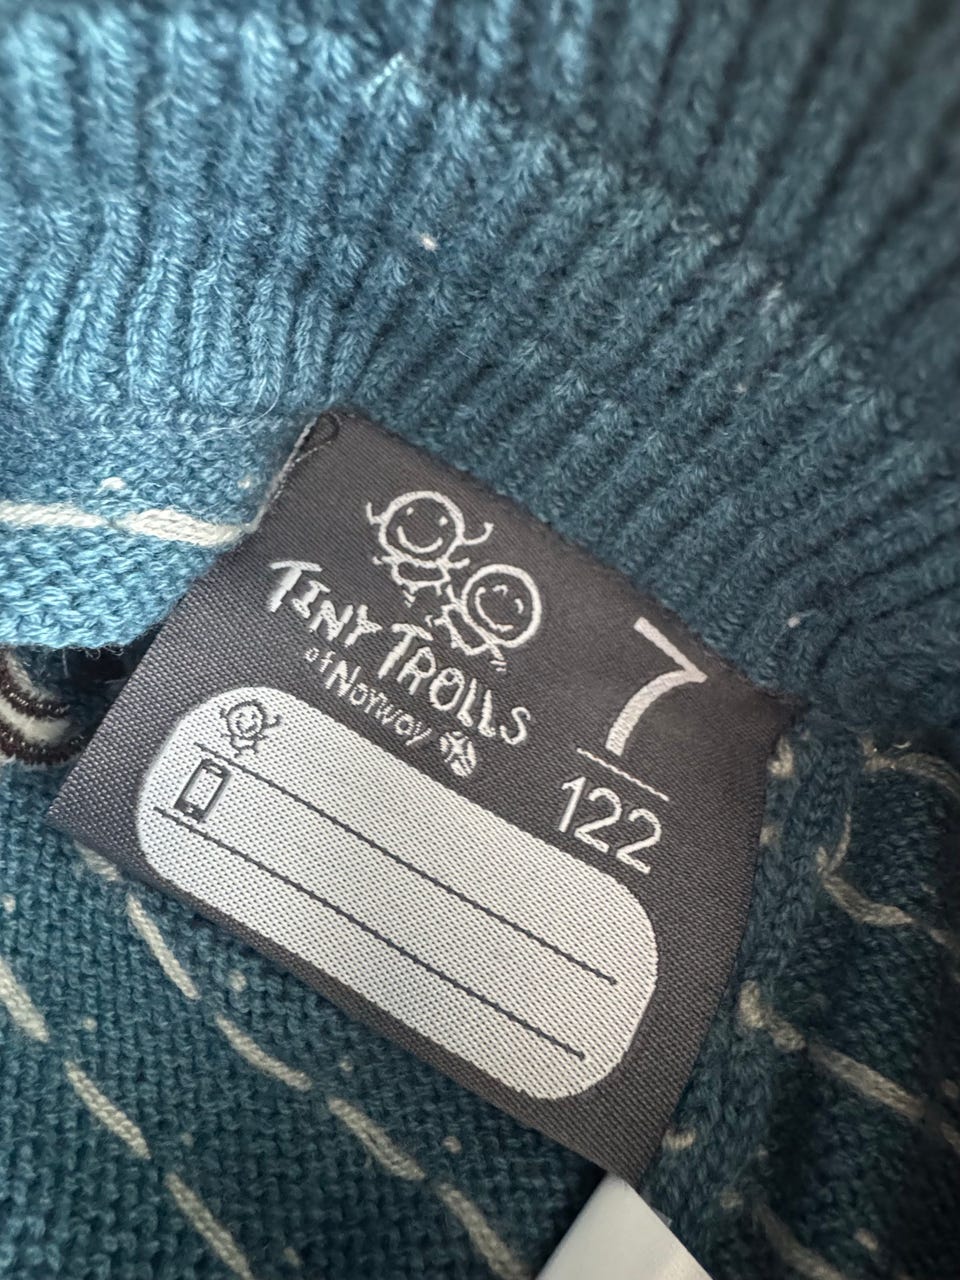 TINY TROLLS
of Norway
7
122